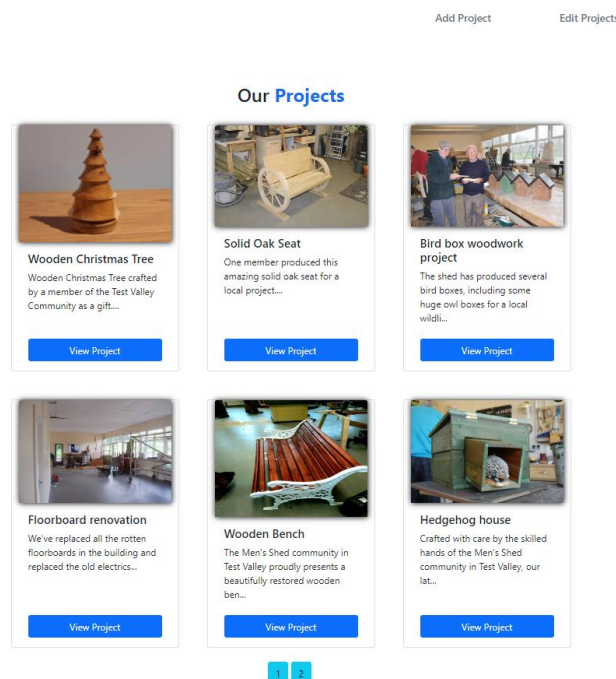 Add Project
Edit Projects
Our Projects
Wooden Christmas Tree
Wooden Christmas Tree crafted
by a member of the Test Valley
Community as a gift....
View Project
Solid Oak Seat
One member produced this
amazing solid oak seat for a
local project....
View Project
Bird box woodwork
project
The shed has produced several
bird boxes, including some
huge owl boxes for a local
wildli...
View Project
Floorboard renovation
We've replaced all the rotten
floorboards in the building and
replaced the old electrics...
View Project
Wooden Bench
The Men's Shed community in
Test Valley proudly presents a
beautifully restored wooden
ben...
View Project
Hedgehog house
Crafted with care by the skilled
hands of the Men's Shed
community in Test Valley, our
lat...
View Project
1 2